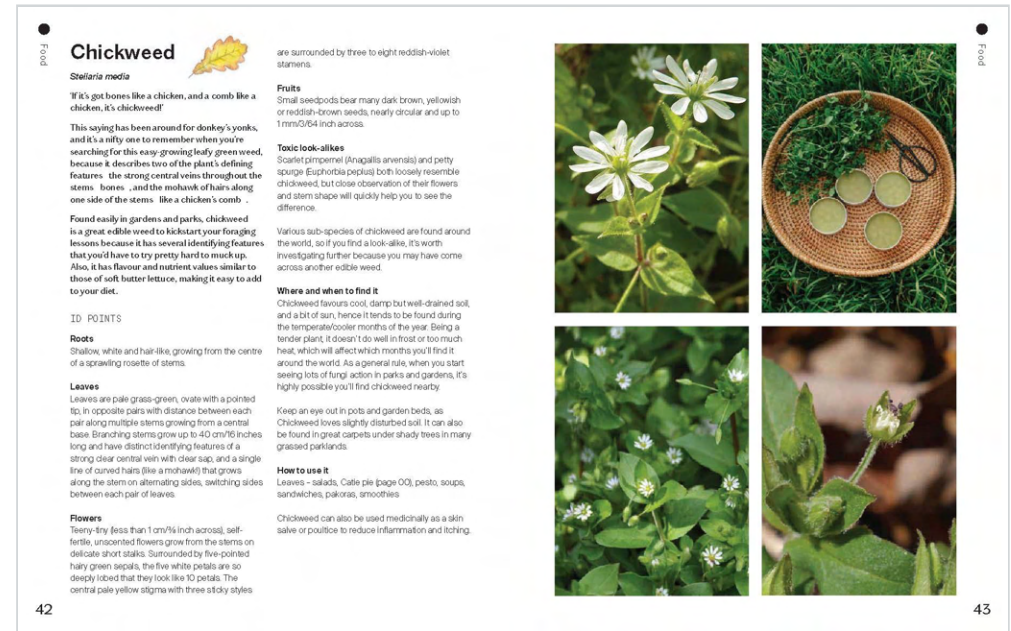 Food
Chickweed
Stellaria media
'If it's got bones like a chicken, and a comb like a
chicken, it's chickweed!'
This saying has been around for donkey's yonks,
and it's a nifty one to remember when you're
searching for this easy-growing leafy green weed,
because it describes two of the plant's defining
features the strong central veins throughout the
stems bones , and the mohawk of hairs along
one side of the stems like a chicken's comb .
Found easily in gardens and parks, chickweed
is a great edible weed to kickstart your foraging
lessons because it has several identifying features
that you'd have to try pretty hard to muck up.
Also, it has flavour and nutrient values similar to
those of soft butter lettuce, making it easy to add
to your diet.
ID POINTS
Roots
Shallow, white and hair-like, growing from the centre
of a sprawling rosette of stems.
Leaves
Leaves are pale grass-green, ovate with a pointed
tip, in opposite pairs with distance between each
pair along multiple stems growing from a central
base. Branching stems grow up to 40 cm/16 inches
long and have distinct identifying features of a
strong clear central vein with clear sap, and a single
line of curved hairs (like a mohawk!) that grows
along the stem on alternating sides, switching sides
between each pair of leaves.
Flowers
Teeny-tiny (less than 1 cm/⅜ inch across), self-
fertile, unscented flowers grow from the stems on
delicate short stalks. Surrounded by five-pointed
hairy green sepals, the five white petals are so
deeply lobed that they look like 10 petals. The
central pale yellow stigma with three sticky styles
42
are surrounded by three to eight reddish-violet
stamens.
Fruits
Small seedpods bear many dark brown, yellowish
or reddish-brown seeds, nearly circular and up to
1 mm/3/64 inch across.
Toxic look-alikes
Scarlet pimpernel (Anagallis arvensis) and petty
spurge (Euphorbia peplus) both loosely resemble
chickweed, but close observation of their flowers
and stem shape will quickly help you to see the
difference.
Various sub-species of chickweed are found around
the world, so if you find a look-alike, it's worth
investigating further because you may have come
across another edible weed.
Where and when to find it
Chickweed favours cool, damp but well-drained soil,
and a bit of sun, hence it tends to be found during
the temperate/cooler months of the year. Being a
tender plant, it doesn't do well in frost or too much
heat, which will affect which months you'll find it
around the world. As a general rule, when you start
seeing lots of fungi action in parks and gardens, it's
highly possible you'll find chickweed nearby.
Keep an eye out in pots and garden beds, as
Chickweed loves slightly disturbed soil. It can also
be found in great carpets under shady trees in many
grassed parklands.
How to use it
Leaves – salads, Catie pie (page 00), pesto, soups,
sandwiches, pakoras, smoothies
Chickweed can also be used medicinally as a skin
salve or poultice to reduce inflammation and itching.
Food
43